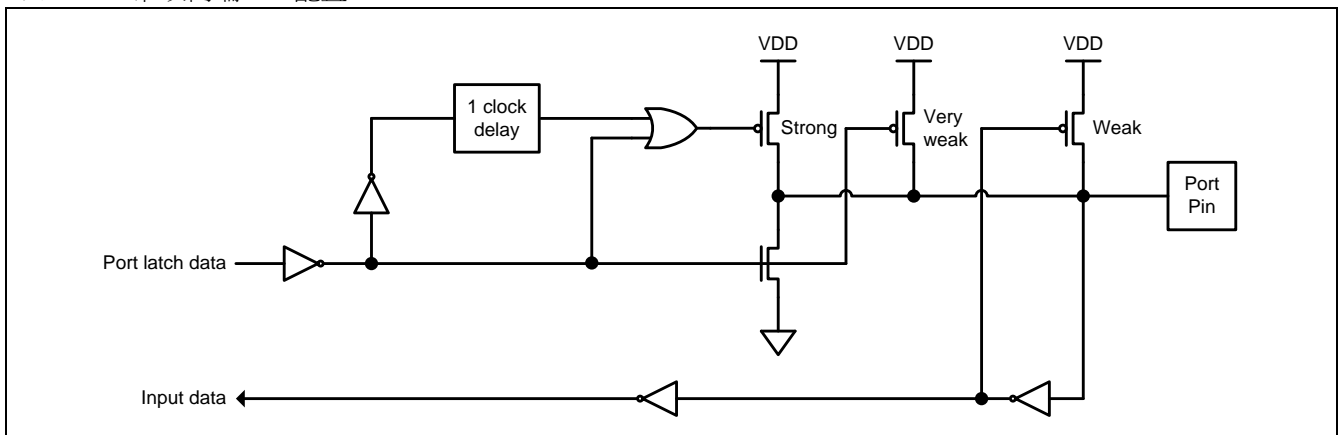 VDD
VDD
VDD
1 clock
delay
Strong
Very
weak
Weak
Port
Pin
Port latch data
Input data